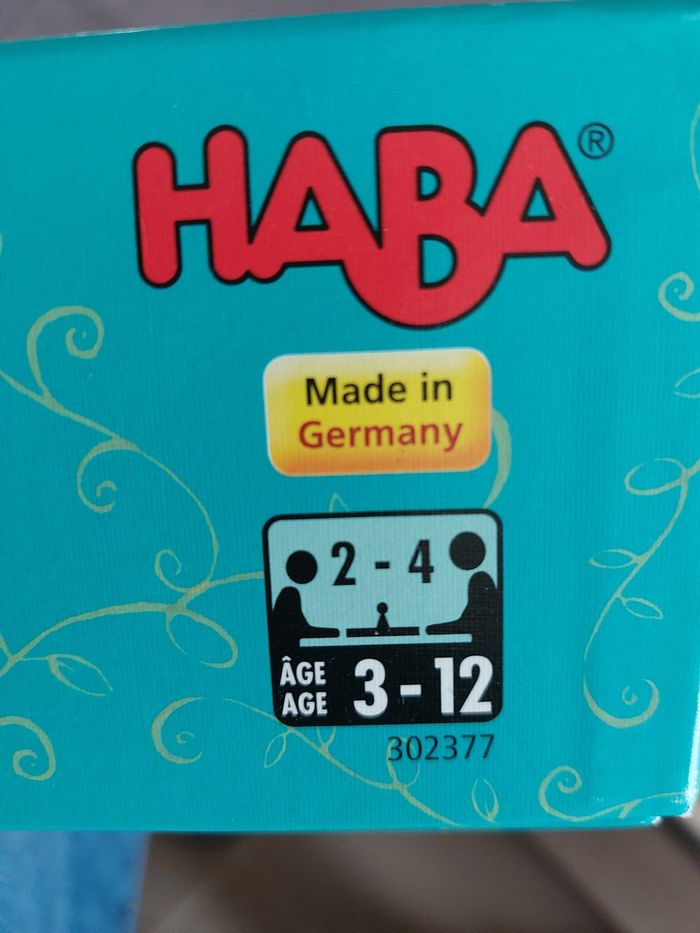 HABA®
Made in
Germany
2 - 4
ÂGE
AGE
3 - 12
302377